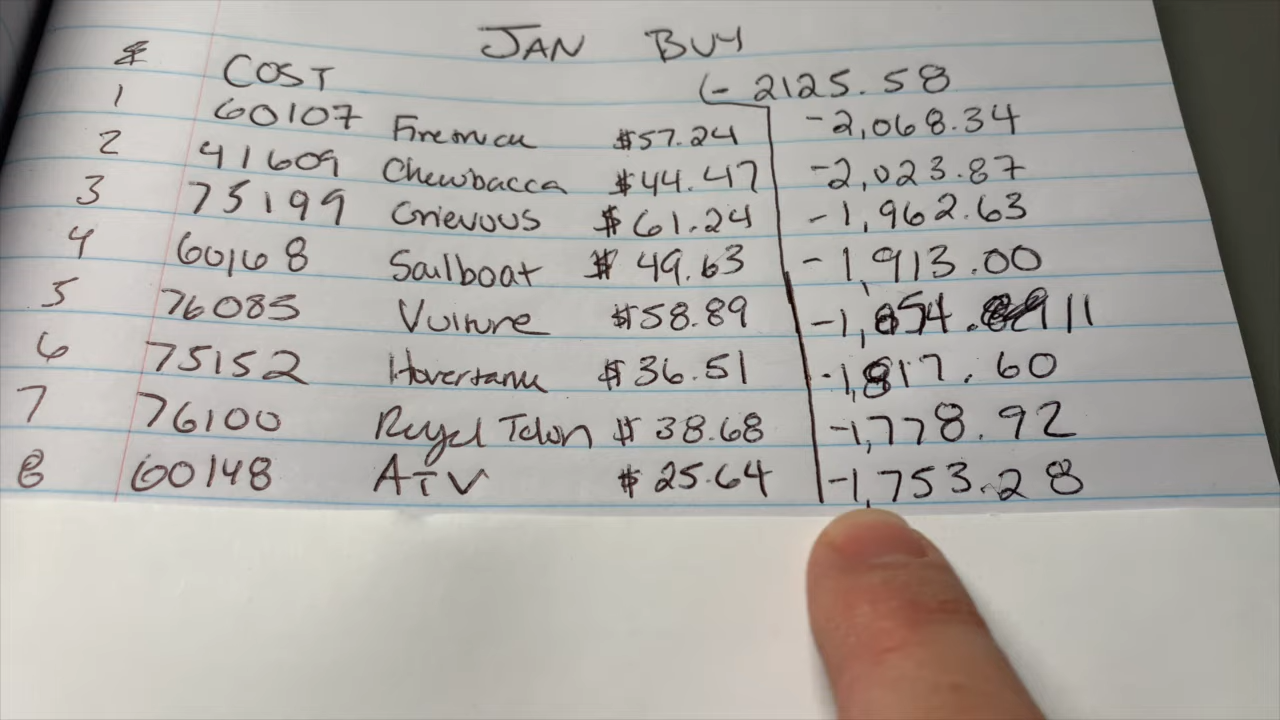 JAN BUY
# COST (- 2125.58
1 60107 Firetruck $57.24 -2,068.34
2 41609 Chewbacca $44.47 -2,023.87
3 75199 Grievous $61.24 -1,962.63
4 60168 Sailboat $49.63 -1,913.00
5 76083 Vulture $58.89 -1,854.11
6 75152 Hovertank $36.51 -1,817.60
7 76100 Royal Talon $38.68 -1,778.92
8 60148 ATV $25.64 -1,753.28